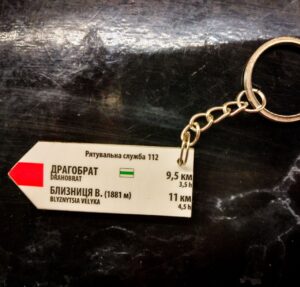 Рятувальна служба 112
ДРАГОБРАТ 9,5 км
DRAHOBRAT 3,5 h
БЛИЗНИЦЯ В. (1881 м) 11 км
BLYZNYTSIA VELYKA 4,5 h